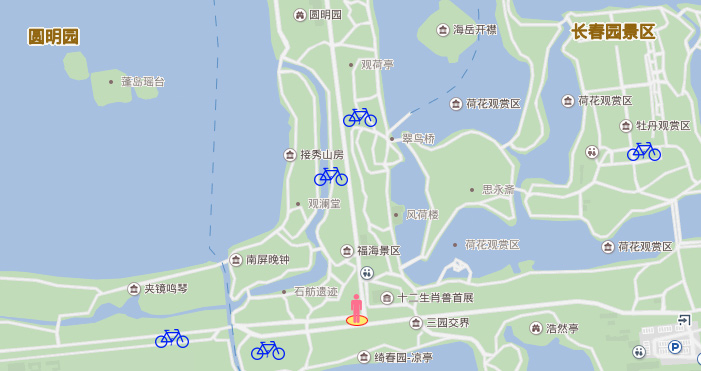 圆明园
海岳开襟
圆明园
长春园景区
观荷亭
蓬岛瑶台
荷花观赏区
荷花观赏区
牡丹观赏区
翠鸟桥
接秀山房
思永斋
观澜堂
风荷楼
荷花观赏区
荷花观赏区
福海景区
南屏晚钟
夹镜鸣琴
石舫遗迹
十二生肖兽首展
三园交界
浩然亭
绮春园-凉亭
P